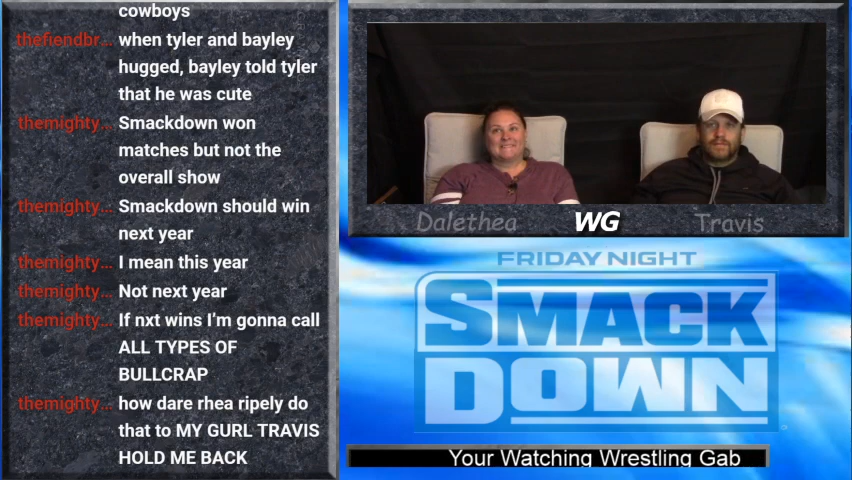 cowboys
thefiendbr...
when tyler and bayley
hugged, bayley told tyler
that he was cute
themighty...
Smackdown won
matches but not the
overall show
themighty...
Smackdown should win
next year
themighty...
I mean this year
themighty...
Not next year
themighty...
If nxt wins I'm gonna call
ALL TYPES OF
BULLCRAP
themighty...
how dare rhea ripely do
that to MY GURL TRAVIS
HOLD ME BACK
Dalethea
WG
Travis
FRIDAY NIGHT
SMACK
DOWN
Your Watching Wrestling Gab